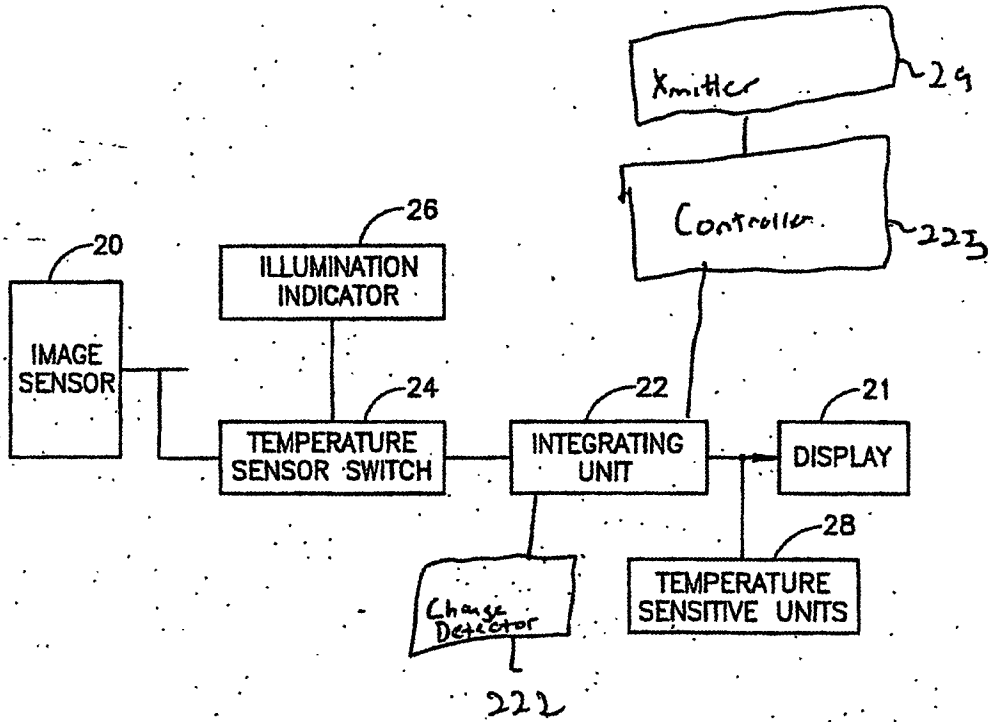 Xmitter
29
Controller
223
26
ILLUMINATION
INDICATOR
20
IMAGE
SENSOR
24
TEMPERATURE
SENSOR SWITCH
22
INTEGRATING
UNIT
21
DISPLAY
28
TEMPERATURE
SENSITIVE UNITS
Change
Detector
222